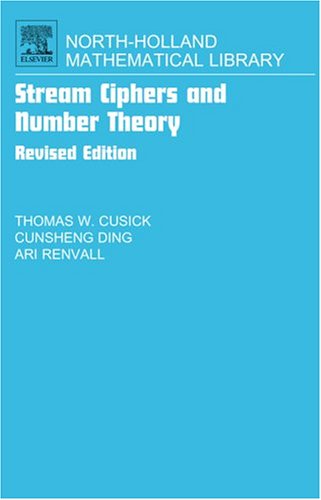 ELSEVIER
NORTH-HOLLAND
MATHEMATICAL LIBRARY
Stream Ciphers and
Number Theory
Revised Edition
THOMAS W. CUSICK
CUNSHENG DING
ARI RENVALL